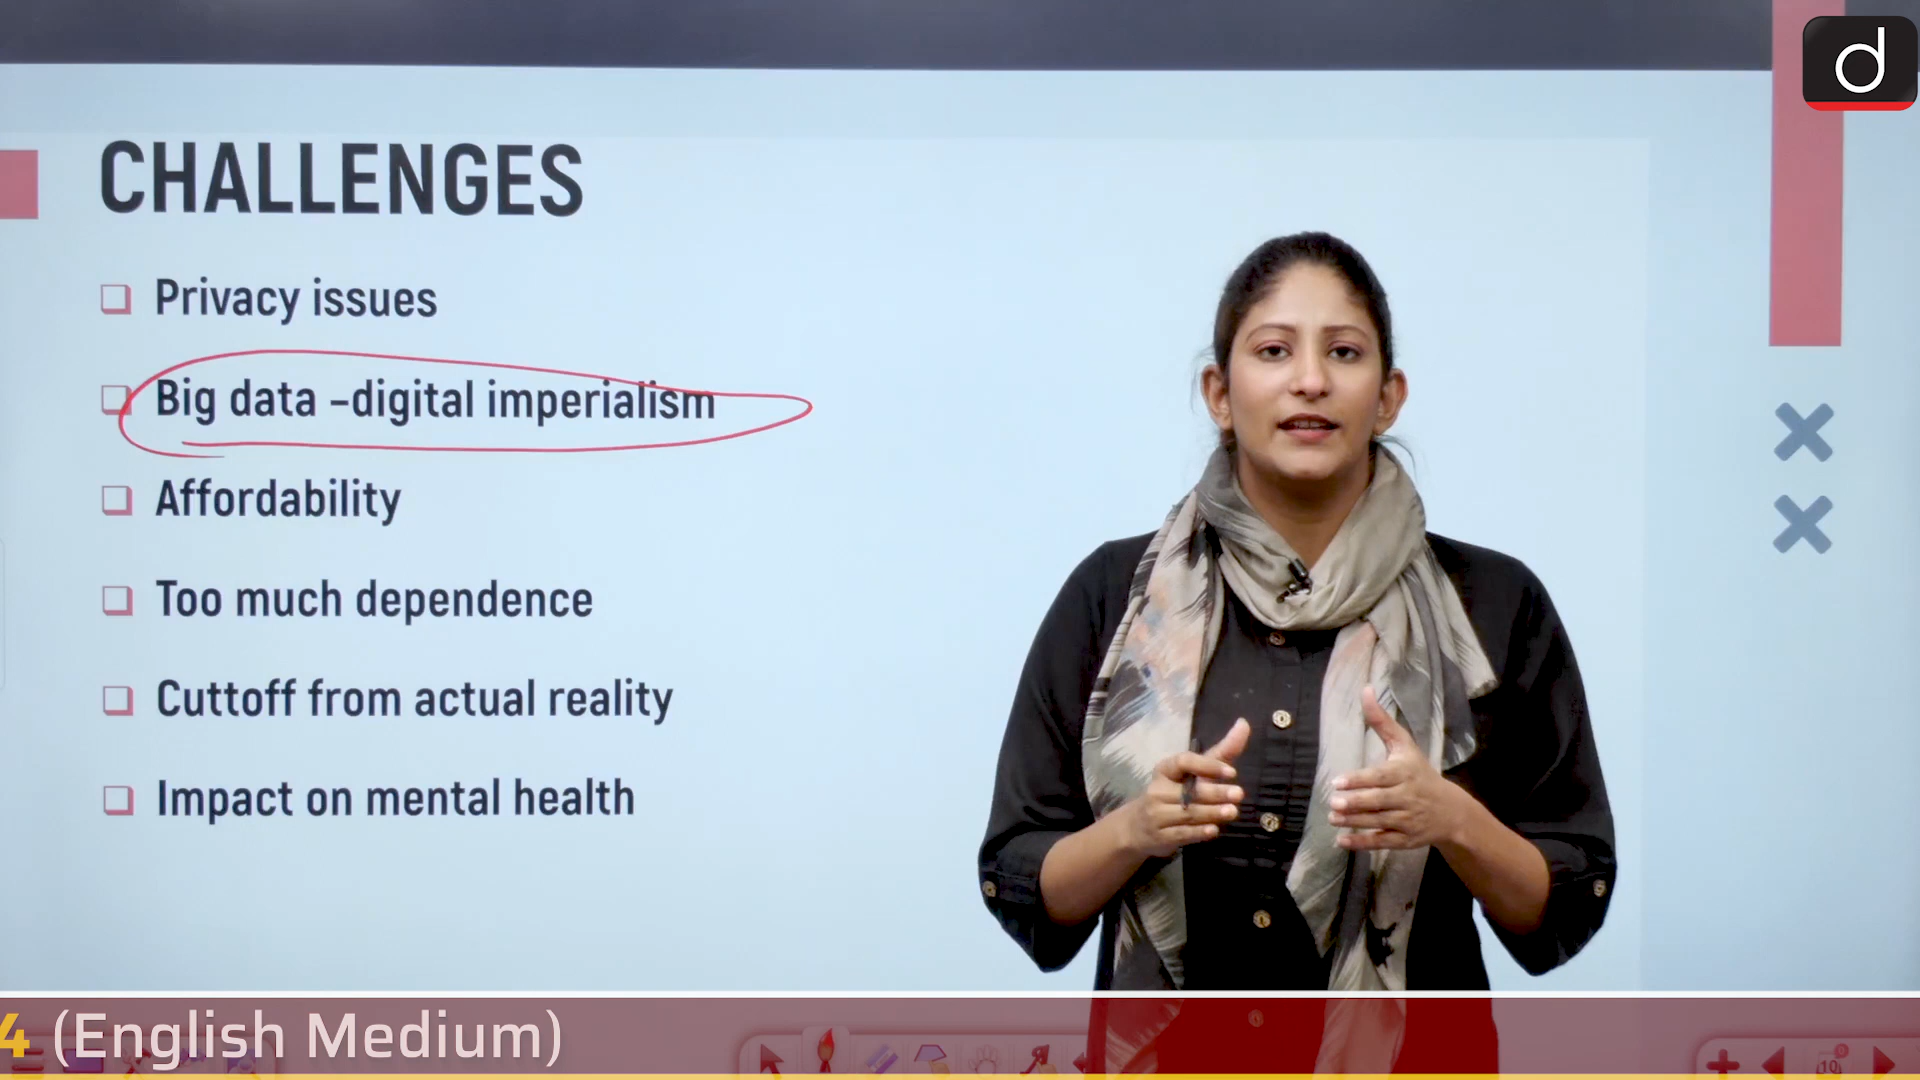 d
CHALLENGES
Privacy issues
Big data –digital imperialism
Affordability
Too much dependence
Cuttoff from actual reality
Impact on mental health
4 (English Medium)
10